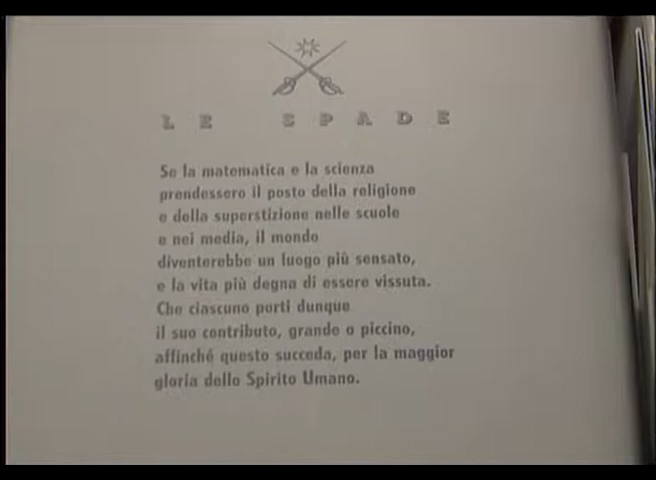 LE SPADE
Se la matematica e la scienza
prendessero il posto della religione
e della superstizione nelle scuole
e nei media, il mondo
diventerebbe un luogo più sensato,
e la vita più degna di essere vissuta.
Che ciascuno porti dunque
il suo contributo, grande o piccino,
affinché questo succeda, per la maggior
gloria dello Spirito Umano.